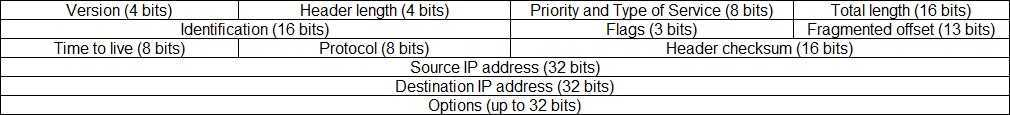 Version (4 bits) Header length (4 bits) Priority and Type of Service (8 bits) Total length (16 bits)
Identification (16 bits) Flags (3 bits) Fragmented offset (13 bits)
Time to live (8 bits) Protocol (8 bits) Header checksum (16 bits)
Source IP address (32 bits)
Destination IP address (32 bits)
Options (up to 32 bits)